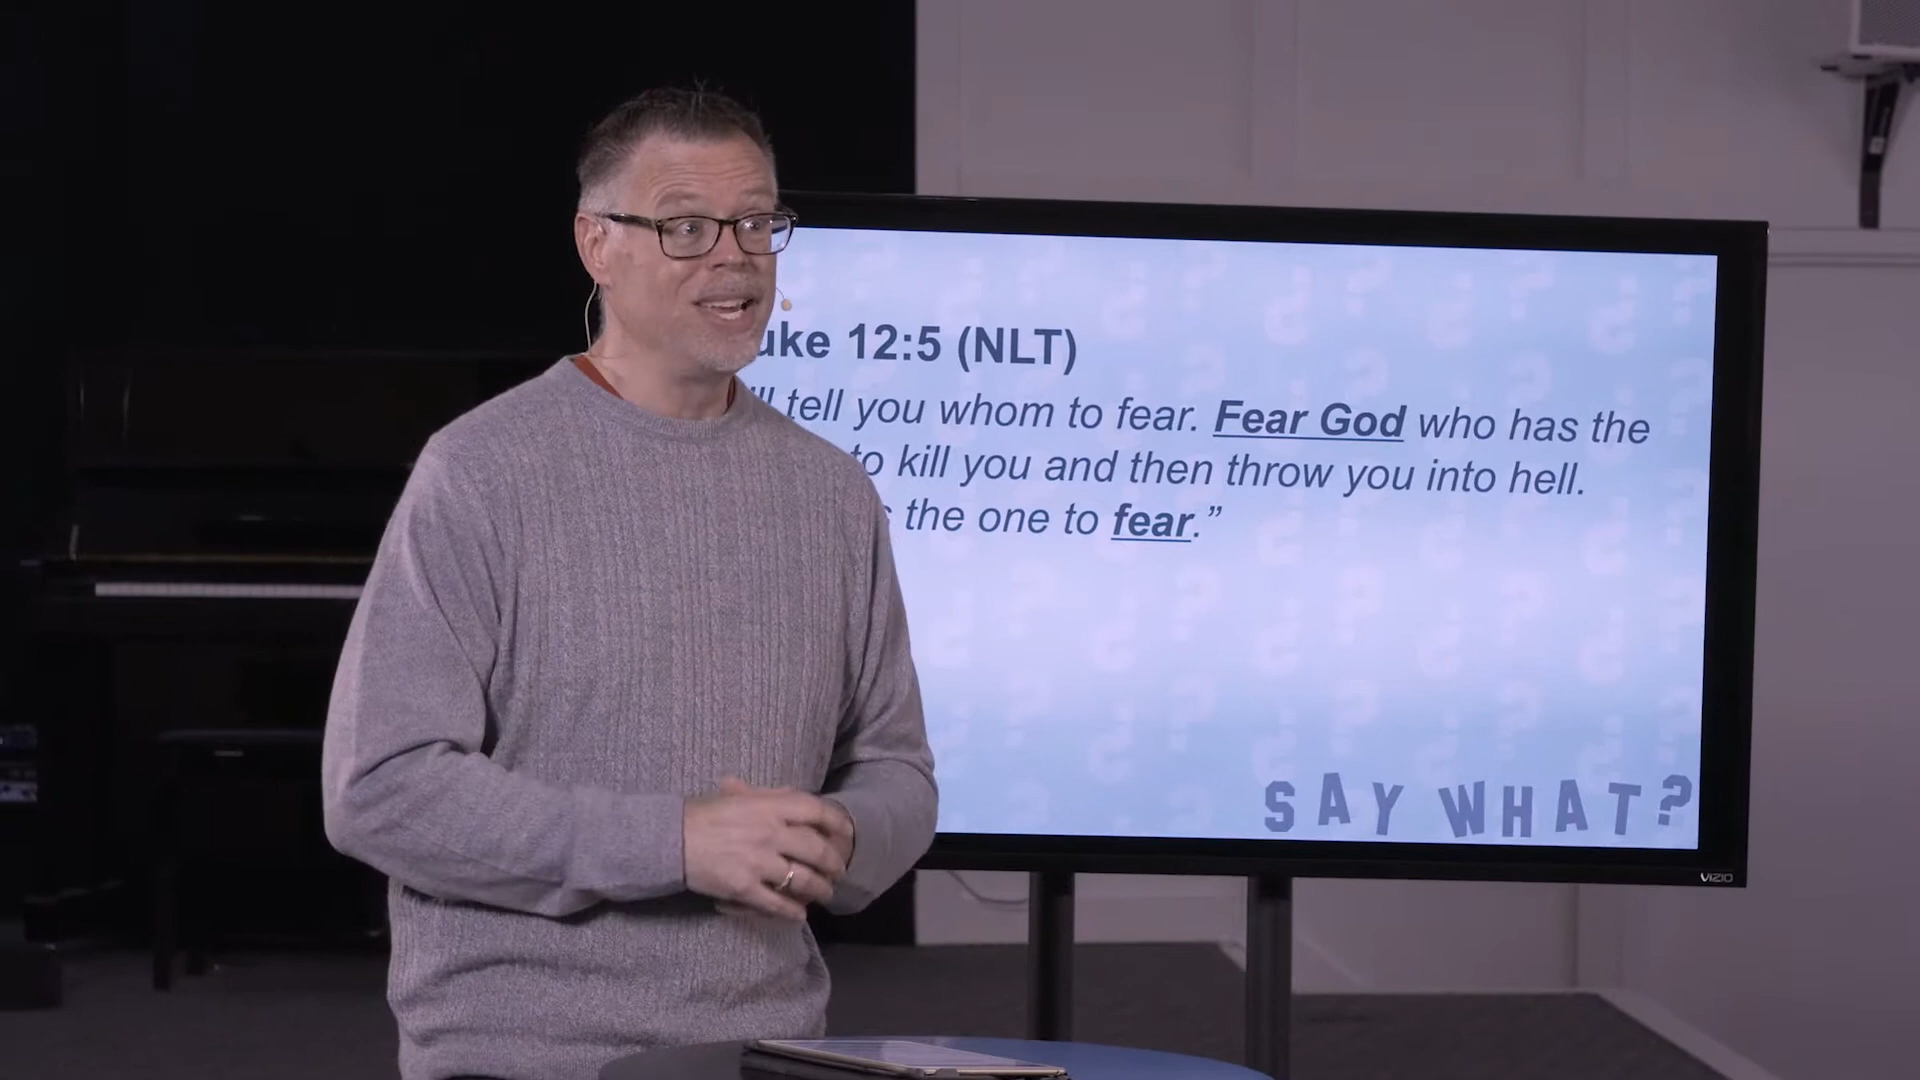 uke 12:5 (NLT)
tell you whom to fear. Fear God who has the
to kill you and then throw you into hell.
the one to fear.”
SAY WHAT?
VIZIO